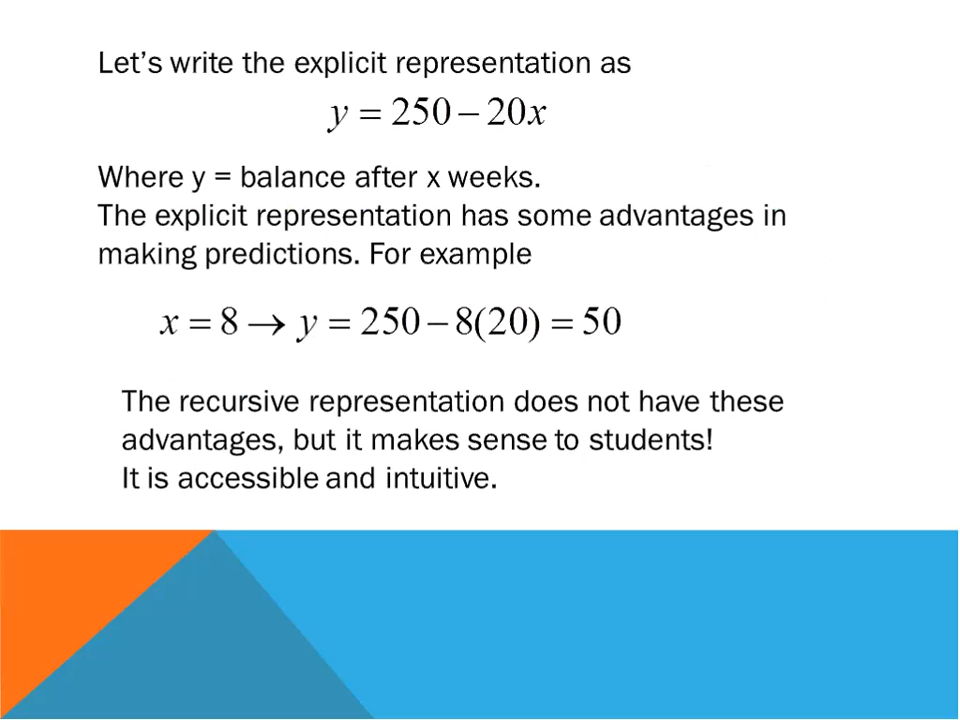 Let's write the explicit representation as
y = 250 – 20x
Where y = balance after x weeks.
The explicit representation has some advantages in
making predictions. For example
x = 8 → y = 250 – 8(20) = 50
The recursive representation does not have these
advantages, but it makes sense to students!
It is accessible and intuitive.